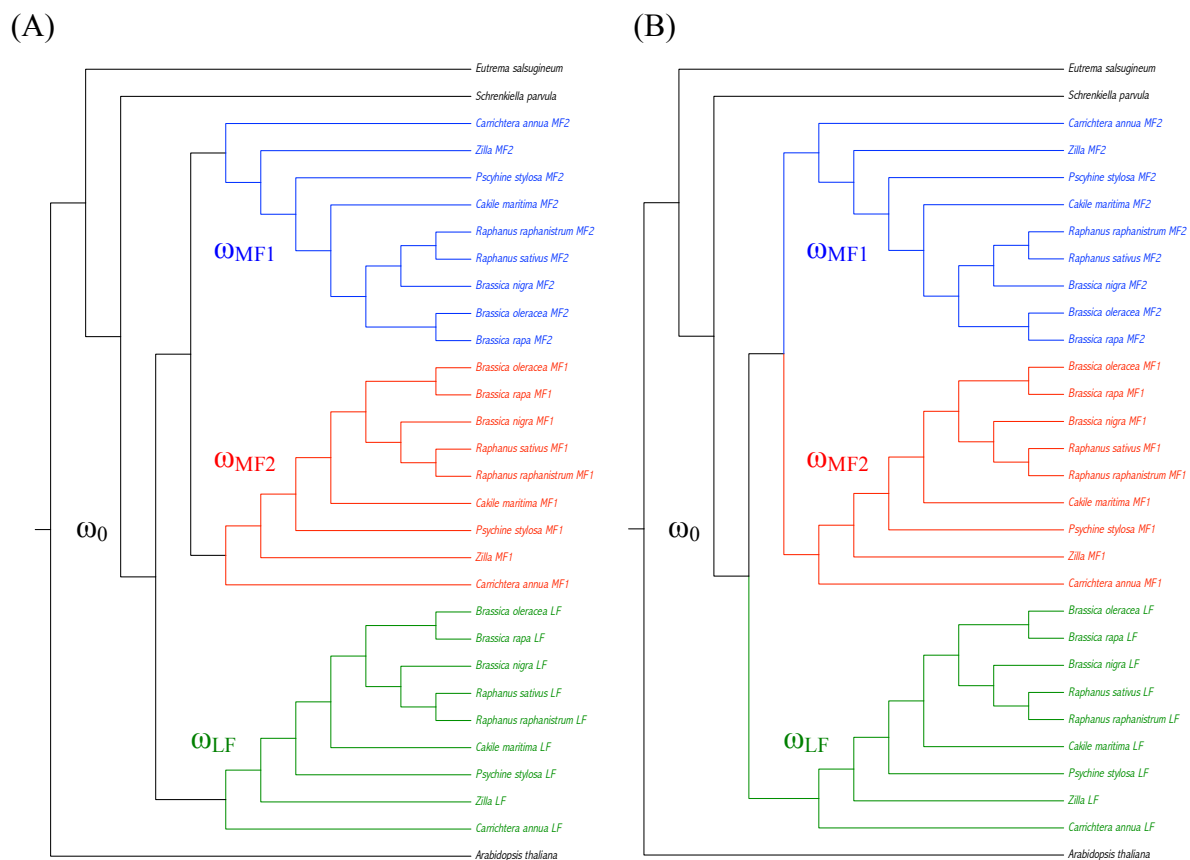 (A)
Eutrema salsugineum
Schrenkiella parvula
Carrichtera annua MF2
Zilla MF2
Pscyhine stylosa MF2
Cakile maritima MF2
Raphanus raphanistrum MF2
ωMF1
Raphanus sativus MF2
Brassica nigra MF2
Brassica oleracea MF2
Brassica rapa MF2
Brassica oleracea MF1
Brassica rapa MF1
Brassica nigra MF1
Raphanus sativus MF1
ωMF2
Raphanus raphanistrum MF1
Cakile maritima MF1
Psychine stylosa MF1
ω0
Zilla MF1
Carrichtera annua MF1
Brassica oleracea LF
Brassica rapa LF
Brassica nigra LF
Raphanus sativus LF
Raphanus raphanistrum LF
ωLF
Cakile maritima LF
Psychine stylosa LF
Zilla LF
Carrichtera annua LF
Arabidopsis thaliana
(B)
Eutrema salsugineum
Schrenkiella parvula
Carrichtera annua MF2
Zilla MF2
Pscyhine stylosa MF2
Cakile maritima MF2
Raphanus raphanistrum MF2
ωMF1
Raphanus sativus MF2
Brassica nigra MF2
Brassica oleracea MF2
Brassica rapa MF2
Brassica oleracea MF1
Brassica rapa MF1
Brassica nigra MF1
Raphanus sativus MF1
ωMF2
Raphanus raphanistrum MF1
Cakile maritima MF1
Psychine stylosa MF1
ω0
Zilla MF1
Carrichtera annua MF1
Brassica oleracea LF
Brassica rapa LF
Brassica nigra LF
Raphanus sativus LF
Raphanus raphanistrum LF
ωLF
Cakile maritima LF
Psychine stylosa LF
Zilla LF
Carrichtera annua LF
Arabidopsis thaliana